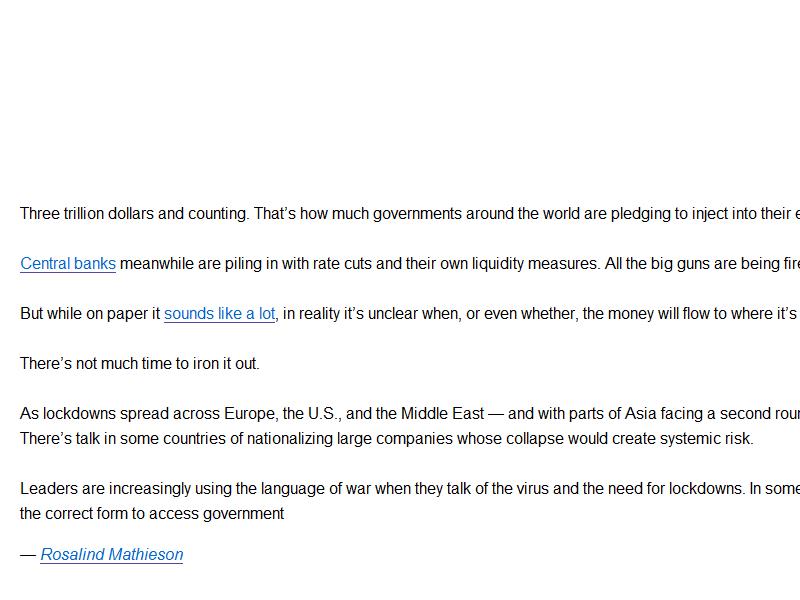 Three trillion dollars and counting. That’s how much governments around the world are pledging to inject into their
Central banks meanwhile are piling in with rate cuts and their own liquidity measures. All the big guns are being
But while on paper it sounds like a lot, in reality it’s unclear when, or even whether, the money will flow to where it’s
There’s not much time to iron it out.
As lockdowns spread across Europe, the U.S., and the Middle East — and with parts of Asia facing a second
There’s talk in some countries of nationalizing large companies whose collapse would create systemic risk.
Leaders are increasingly using the language of war when they talk of the virus and the need for lockdowns. In some
the correct form to access government
— Rosalind Mathieson